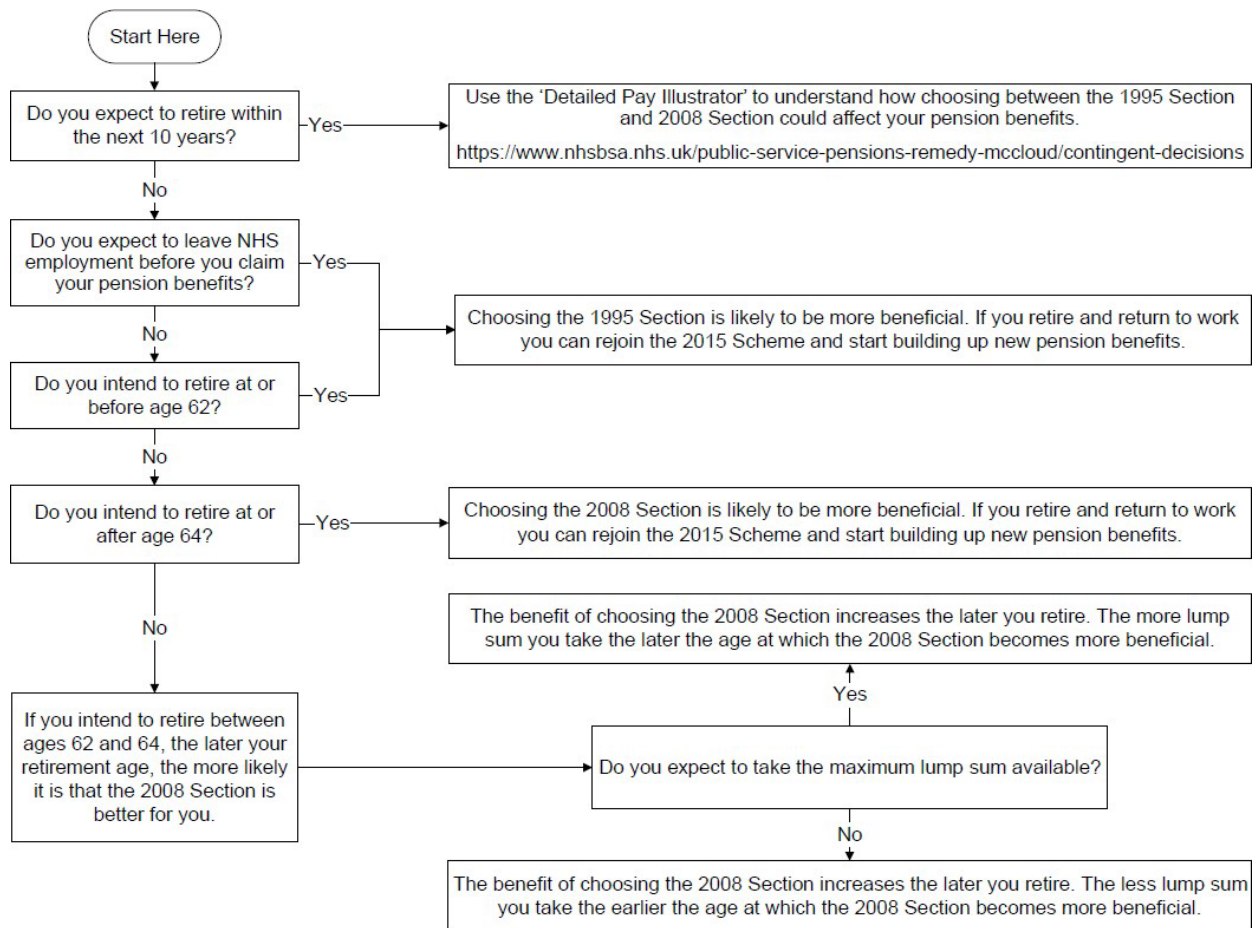 Start Here
Do you expect to retire within
the next 10 years?
Yes
Use the ‘Detailed Pay Illustrator’ to understand how choosing between the 1995 Section
and 2008 Section could affect your pension benefits.
https://www.nhsbsa.nhs.uk/public-service-pensions-remedy-mccloud/contingent-decisions
No
Do you expect to leave NHS
employment before you claim
your pension benefits?
Yes
No
Choosing the 1995 Section is likely to be more beneficial. If you retire and return to work
you can rejoin the 2015 Scheme and start building up new pension benefits.
Do you intend to retire at or
before age 62?
Yes
No
Do you intend to retire at or
after age 64?
Yes
Choosing the 2008 Section is likely to be more beneficial. If you retire and return to work
you can rejoin the 2015 Scheme and start building up new pension benefits.
No
The benefit of choosing the 2008 Section increases the later you retire. The more lump
sum you take the later the age at which the 2008 Section becomes more beneficial.
Yes
If you intend to retire between
ages 62 and 64, the later your
retirement age, the more likely
it is that the 2008 Section is
better for you.
Do you expect to take the maximum lump sum available?
No
The benefit of choosing the 2008 Section increases the later you retire. The less lump sum
you take the earlier the age at which the 2008 Section becomes more beneficial.